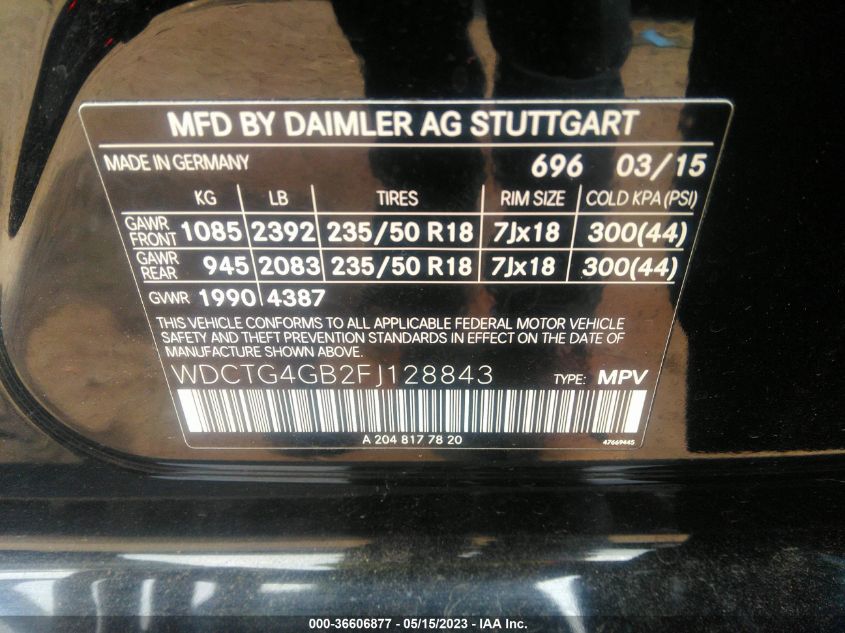 MFD BY DAIMLER AG STUTTGART
MADE IN GERMANY 696 03/15
KG LB TIRES RIM SIZE COLD KPA (PSI)
GAWR FRONT 1085 2392 235/50 R18 7Jx18 300(44)
GAWR REAR 945 2083 235/50 R18 7Jx18 300(44)
GVWR 1990 4387
THIS VEHICLE CONFORMS TO ALL APPLICABLE FEDERAL MOTOR VEHICLE
SAFETY AND THEFT PREVENTION STANDARDS IN EFFECT ON THE DATE OF
MANUFACTURE SHOWN ABOVE.
WDCTG4GB2FJ128843 TYPE: MPV
A 204 817 78 20 47669445
000-36606877 - 05/15/2023 - IAA Inc.